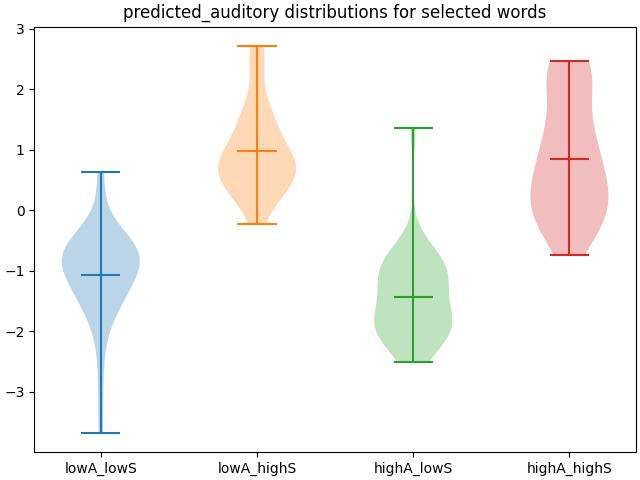 predicted_auditory distributions for selected words
3
2
1
0
−1
−2
−3
lowA_lowS
lowA_highS
highA_lowS
highA_highS